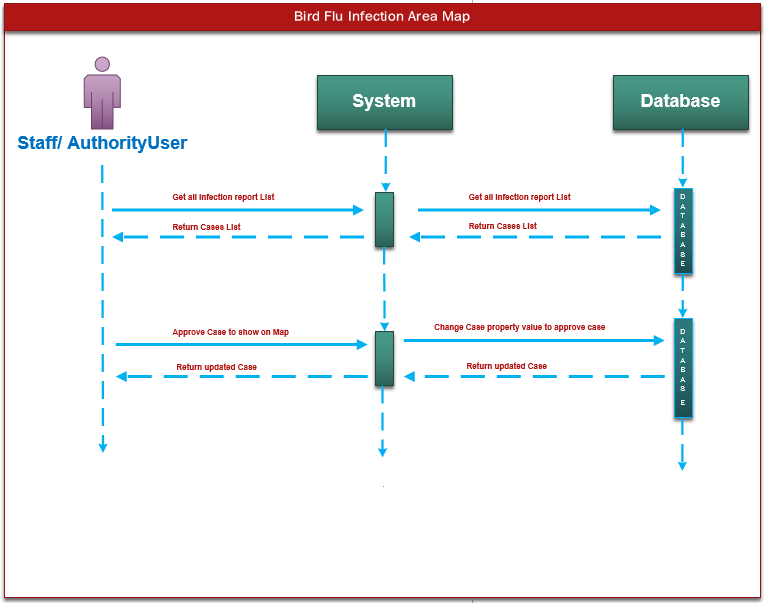 Bird Flu Infection Area Map
System
Database
Staff/ AuthorityUser
Get all Infection report List
Get all Infection report List
Return Cases List
Return Cases List
DATABASE
Approve Case to show on Map
Change Case property value to approve case
Return updated Case
Return updated Case
DATABAS E